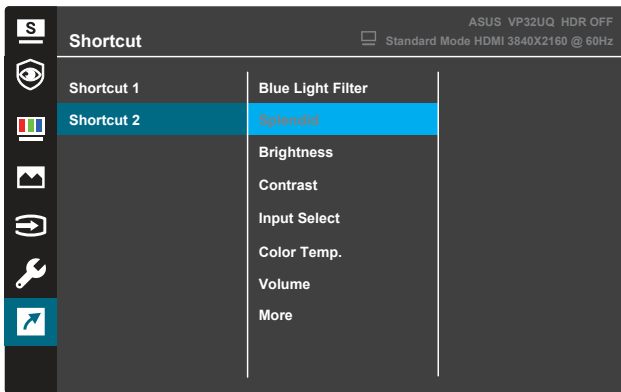 S
ASUS VP32UQ HDR OFF
Shortcut
Standard Mode HDMI 3840X2160 @ 60Hz
Shortcut 1
Blue Light Filter
Shortcut 2
Splendid
Brightness
Contrast
Input Select
Color Temp.
Volume
More